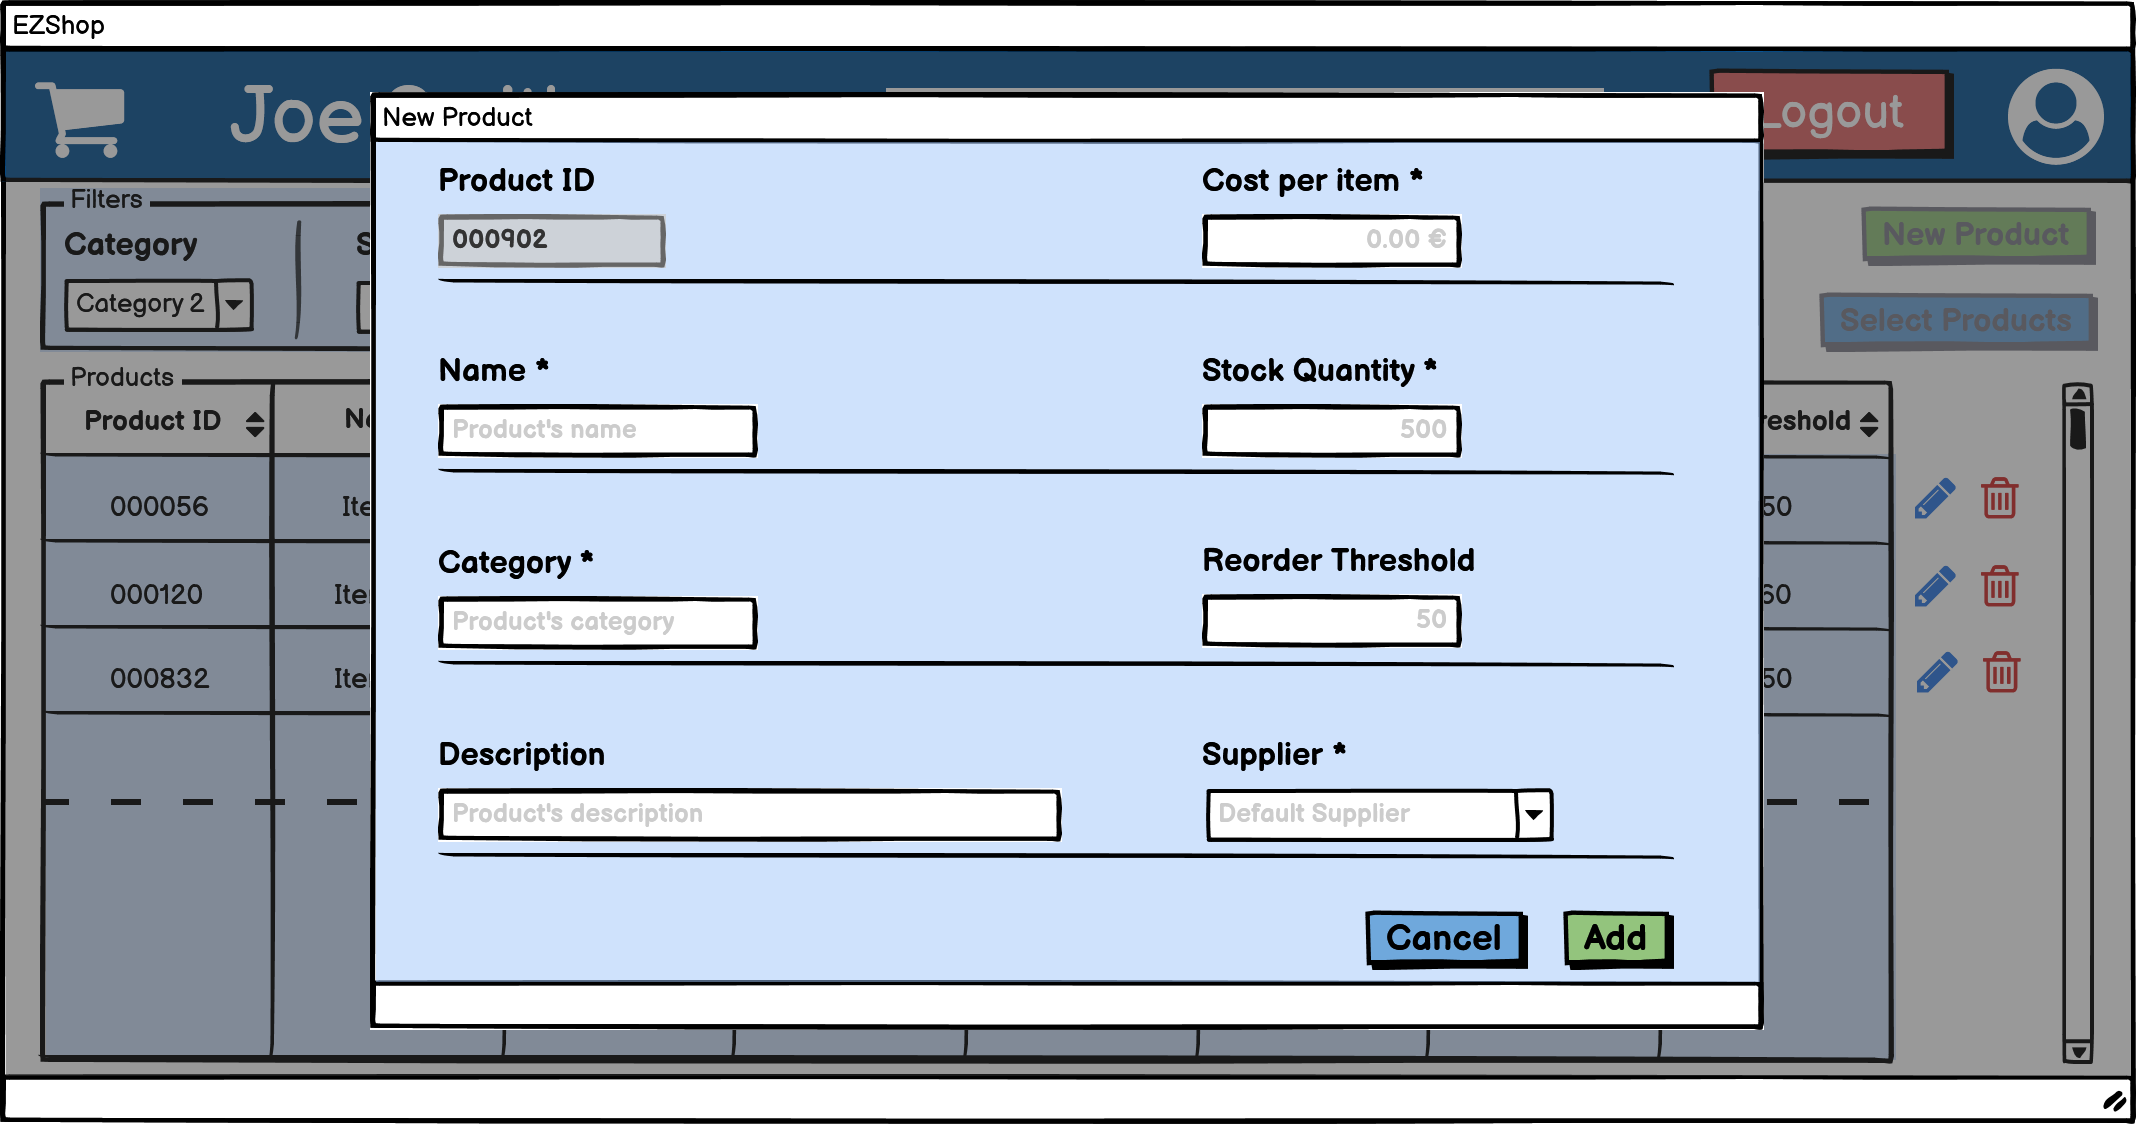 EZShop
Joe
Logout
New Product
Filters
Category
Category 2
New Product
Select Products
Product ID
000902
Cost per item *
0.00 €
Name *
Product's name
Stock Quantity *
500
Category *
Product's category
Reorder Threshold
50
Description
Product's description
Supplier *
Default Supplier
Cancel
Add
Products
Product ID
reshold
000056
Ite
50
000120
Ite
60
000832
Ite
50